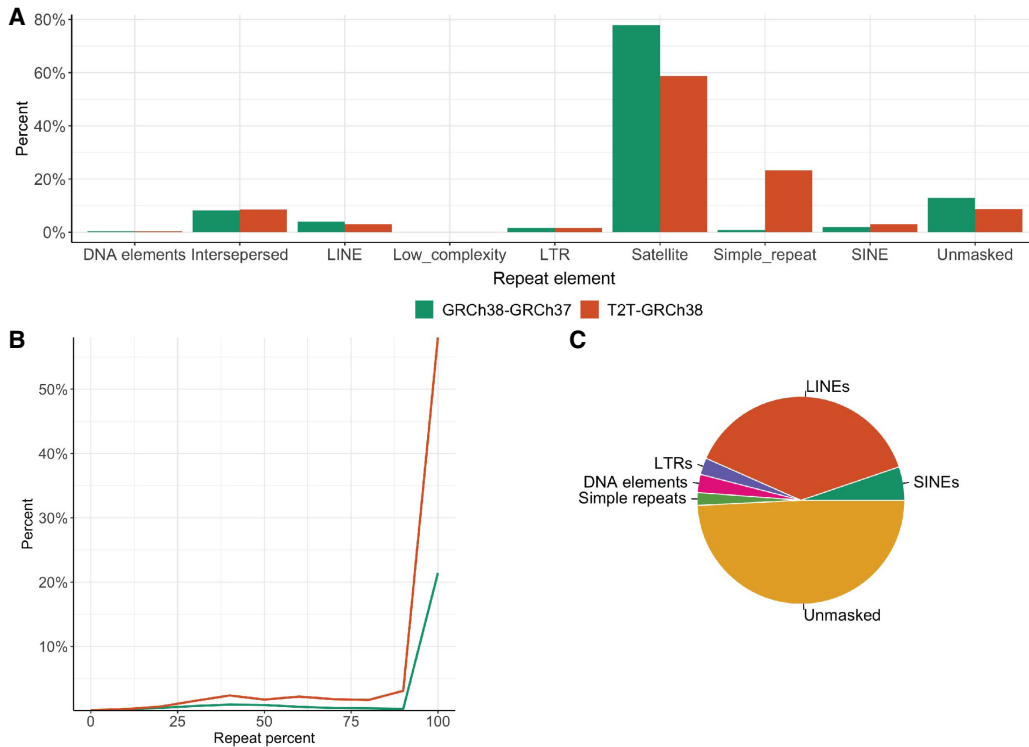 A
80%
60%
40%
20%
0%
Percent
DNA elements Intersepersed LINE Low_complexity LTR Satellite Simple_repeat SINE Unmasked
Repeat element
GRCh38-GRCh37 T2T-GRCh38
B
50%
40%
30%
20%
10%
Percent
0 25 50 75 100
Repeat percent
C
LINEs
LTRs
DNA elements
SINEs
Simple repeats
Unmasked